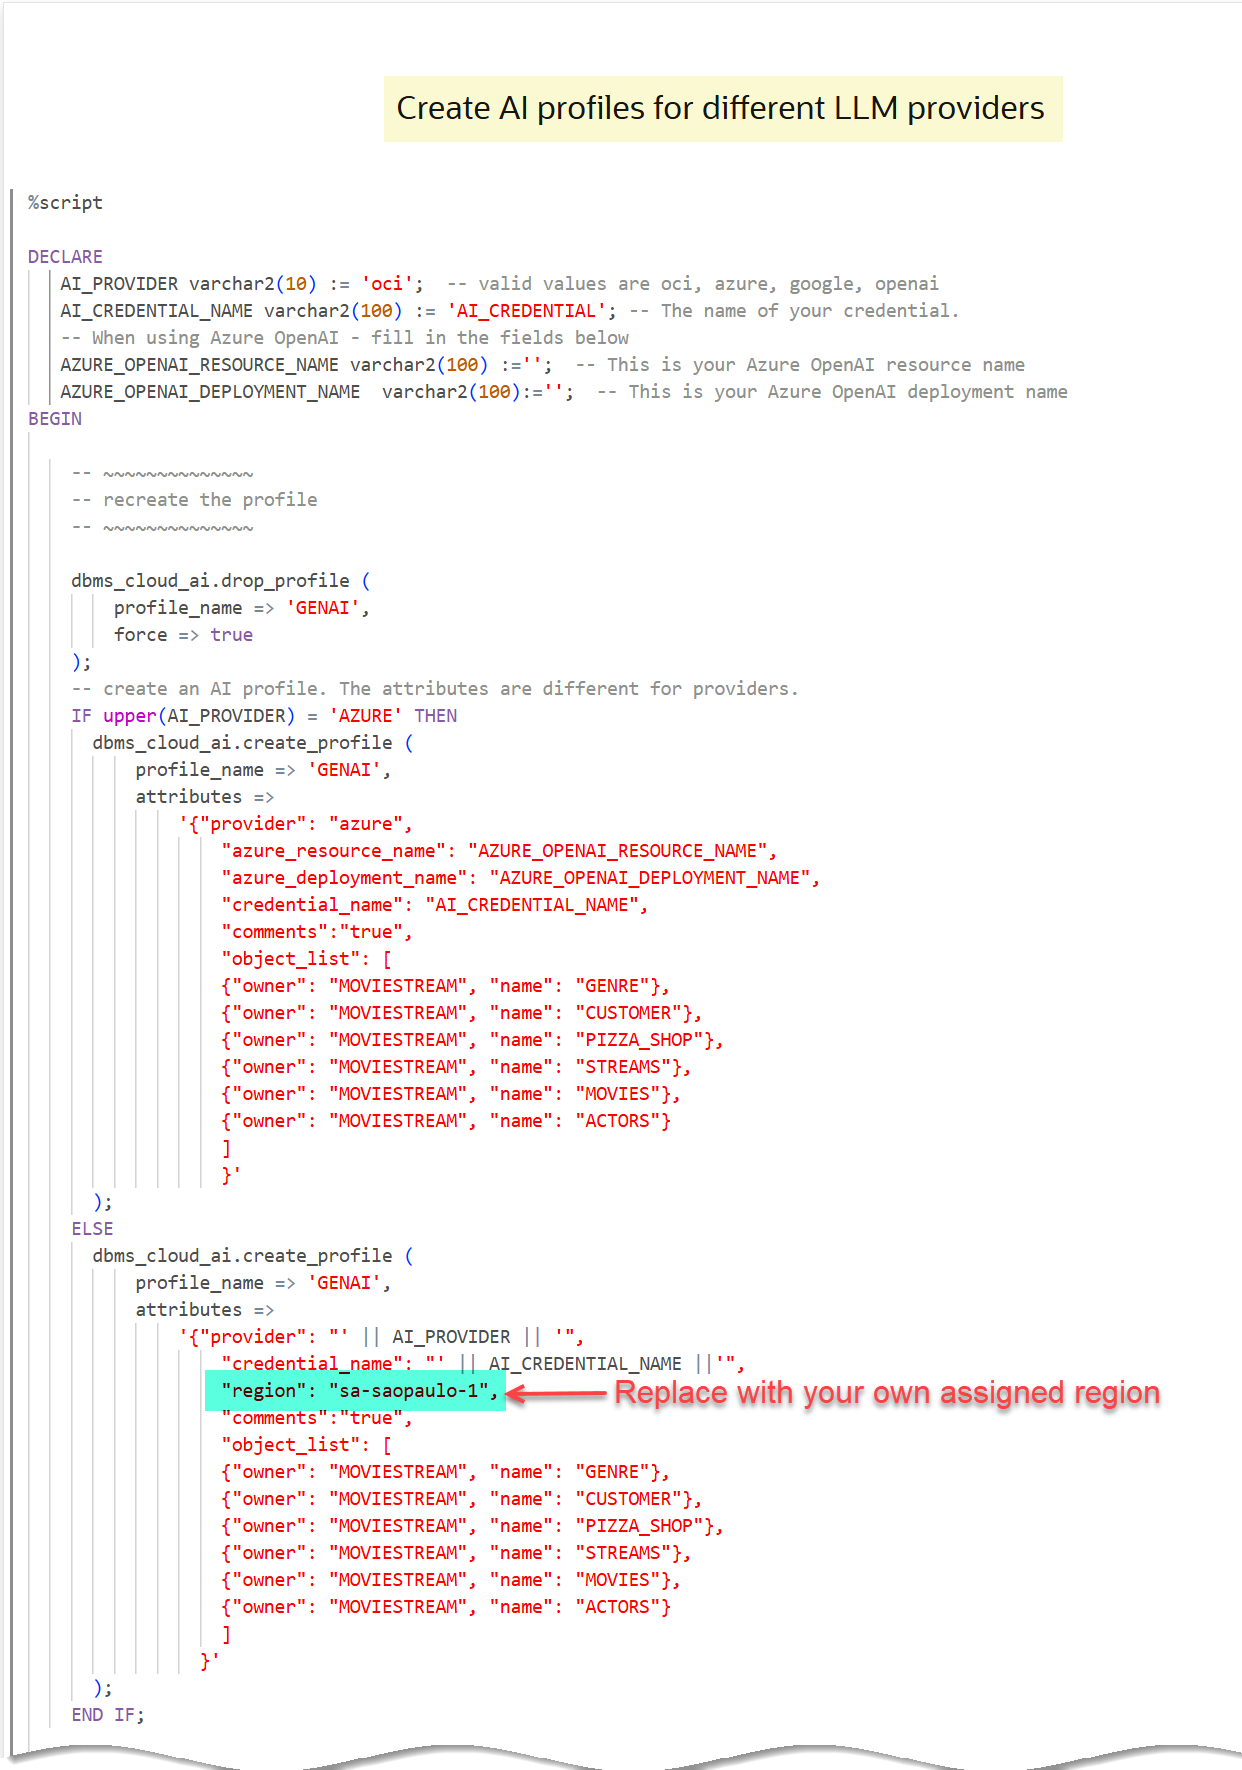 Create AI profiles for different LLM providers
%script
DECLARE
AI_PROVIDER varchar2(10) := 'oci';  -- valid values are oci, azure, google, openai
AI_CREDENTIAL_NAME varchar2(100) := 'AI_CREDENTIAL'; -- The name of your credential.
-- When using Azure OpenAI - fill in the fields below
AZURE_OPENAI_RESOURCE_NAME varchar2(100) :='';  -- This is your Azure OpenAI resource name
AZURE_OPENAI_DEPLOYMENT_NAME  varchar2(100):='';  -- This is your Azure OpenAI deployment name
BEGIN
-- ~~~~~~~~~~~~~~
-- recreate the profile
-- ~~~~~~~~~~~~~~
dbms_cloud_ai.drop_profile (
profile_name => 'GENAI',
force => true
);
-- create an AI profile. The attributes are different for providers.
IF upper(AI_PROVIDER) = 'AZURE' THEN
dbms_cloud_ai.create_profile (
profile_name => 'GENAI',
attributes =>
'{"provider": "azure",
"azure_resource_name": "AZURE_OPENAI_RESOURCE_NAME",
"azure_deployment_name": "AZURE_OPENAI_DEPLOYMENT_NAME",
"credential_name": "AI_CREDENTIAL_NAME",
"comments":"true",
"object_list": [
{"owner": "MOVIESTREAM", "name": "GENRE"},
{"owner": "MOVIESTREAM", "name": "CUSTOMER"},
{"owner": "MOVIESTREAM", "name": "PIZZA_SHOP"},
{"owner": "MOVIESTREAM", "name": "STREAMS"},
{"owner": "MOVIESTREAM", "name": "MOVIES"},
{"owner": "MOVIESTREAM", "name": "ACTORS"}
]
}'
);
ELSE
dbms_cloud_ai.create_profile (
profile_name => 'GENAI',
attributes =>
'{"provider": "' || AI_PROVIDER || '",
"credential_name": "' || AI_CREDENTIAL_NAME ||'",
"region": "sa-saopaulo-1", Replace with your own assigned region
"comments":"true",
"object_list": [
{"owner": "MOVIESTREAM", "name": "GENRE"},
{"owner": "MOVIESTREAM", "name": "CUSTOMER"},
{"owner": "MOVIESTREAM", "name": "PIZZA_SHOP"},
{"owner": "MOVIESTREAM", "name": "STREAMS"},
{"owner": "MOVIESTREAM", "name": "MOVIES"},
{"owner": "MOVIESTREAM", "name": "ACTORS"}
]
}'
);
END IF;